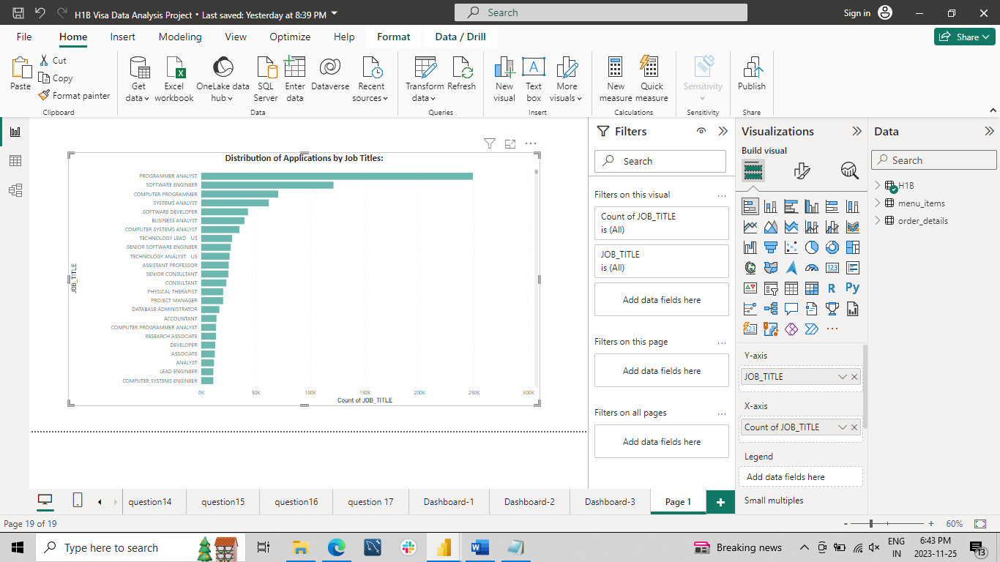 H1B Visa Data Analysis Project • Last saved: Yesterday at 8:39 PM
Search
Sign in
File
Home
Insert
Modeling
View
Optimize
Help
Format
Data / Drill
Share
Paste
Cut
Copy
Format painter
Clipboard
Get data
Excel workbook
OneLake data hub
SQL Server
Enter data
Dataverse
Recent sources
Data
Transform data
Refresh
Queries
New visual
Text box
More visuals
Insert
New measure
Quick measure
Calculations
Sensitivity
Sensitivity
Publish
Share
Distribution of Applications by Job Titles:
JOB_TITLE
PROGRAMMER ANALYST
SOFTWARE ENGINEER
COMPUTER PROGRAMMER
SYSTEMS ANALYST
SOFTWARE DEVELOPER
BUSINESS ANALYST
COMPUTER SYSTEMS ANALYST
TECHNOLOGY LEAD - US
SENIOR SOFTWARE ENGINEER
TECHNOLOGY ANALYST - US
ASSISTANT PROFESSOR
SENIOR CONSULTANT
CONSULTANT
PHYSICAL THERAPIST
PROJECT MANAGER
DATABASE ADMINISTRATOR
ACCOUNTANT
COMPUTER PROGRAMMER ANALYST
RESEARCH ASSOCIATE
DEVELOPER
ASSOCIATE
ANALYST
LEAD ENGINEER
COMPUTER SYSTEMS ENGINEER
0K 50K 100K 150K 200K 250K 300K
Count of JOB_TITLE
Filters
Search
Filters on this visual
Count of JOB_TITLE
is (All)
JOB_TITLE
is (All)
Add data fields here
Filters on this page
Add data fields here
Filters on all pages
Add data fields here
Visualizations
Build visual
123
R
Py
123
Y-axis
JOB_TITLE
X-axis
Count of JOB_TITLE
Legend
Add data fields here
Small multiples
Data
Search
H1B
menu_items
order_details
question14
question15
question16
question 17
Dashboard-1
Dashboard-2
Dashboard-3
Page 1
Page 19 of 19
- + 60%
Type here to search
Breaking news
ENG
IN
6:43 PM
2023-11-25
13